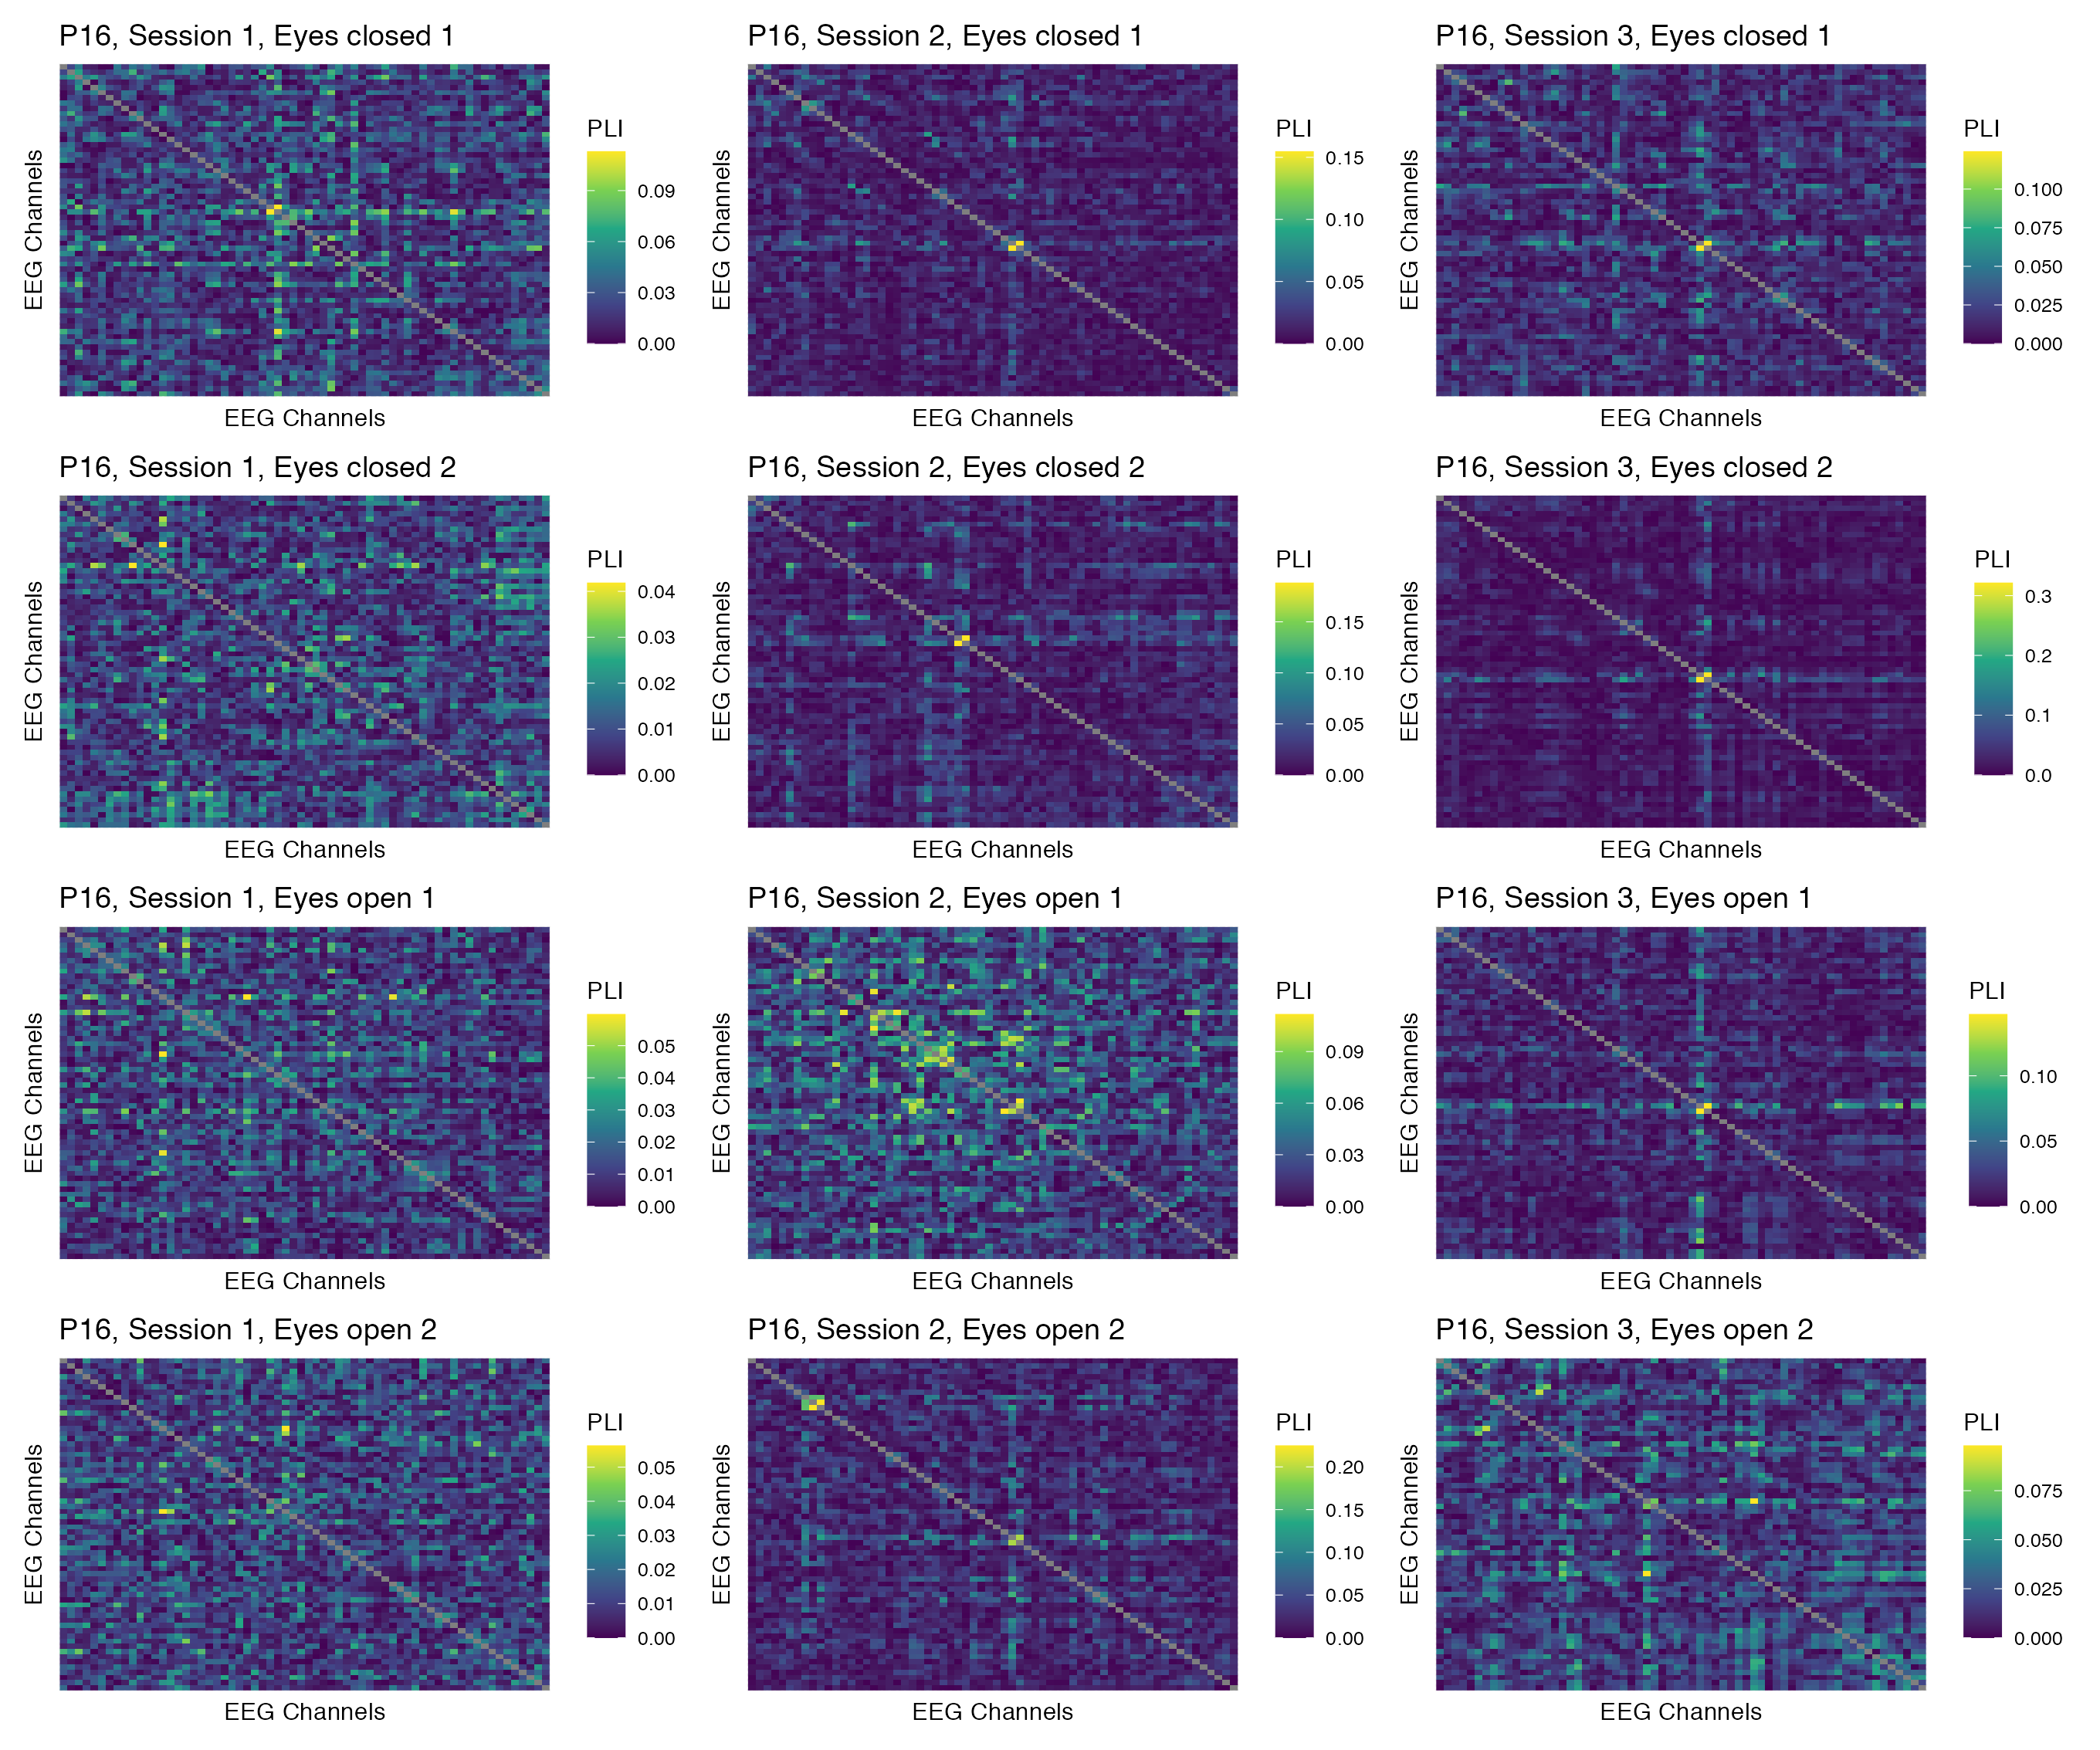 P16, Session 1, Eyes closed 1
EEG Channels
EEG Channels
PLI
0.09
0.06
0.03
0.00
P16, Session 2, Eyes closed 1
EEG Channels
EEG Channels
PLI
0.15
0.10
0.05
0.00
P16, Session 3, Eyes closed 1
EEG Channels
EEG Channels
PLI
0.100
0.075
0.050
0.025
0.000
P16, Session 1, Eyes closed 2
EEG Channels
EEG Channels
PLI
0.04
0.03
0.02
0.01
0.00
P16, Session 2, Eyes closed 2
EEG Channels
EEG Channels
PLI
0.15
0.10
0.05
0.00
P16, Session 3, Eyes closed 2
EEG Channels
EEG Channels
PLI
0.3
0.2
0.1
0.0
P16, Session 1, Eyes open 1
EEG Channels
EEG Channels
PLI
0.05
0.04
0.03
0.02
0.01
0.00
P16, Session 2, Eyes open 1
EEG Channels
EEG Channels
PLI
0.09
0.06
0.03
0.00
P16, Session 3, Eyes open 1
EEG Channels
EEG Channels
PLI
0.10
0.05
0.00
P16, Session 1, Eyes open 2
EEG Channels
EEG Channels
PLI
0.05
0.04
0.03
0.02
0.01
0.00
P16, Session 2, Eyes open 2
EEG Channels
EEG Channels
PLI
0.20
0.15
0.10
0.05
0.00
P16, Session 3, Eyes open 2
EEG Channels
EEG Channels
PLI
0.075
0.050
0.025
0.000